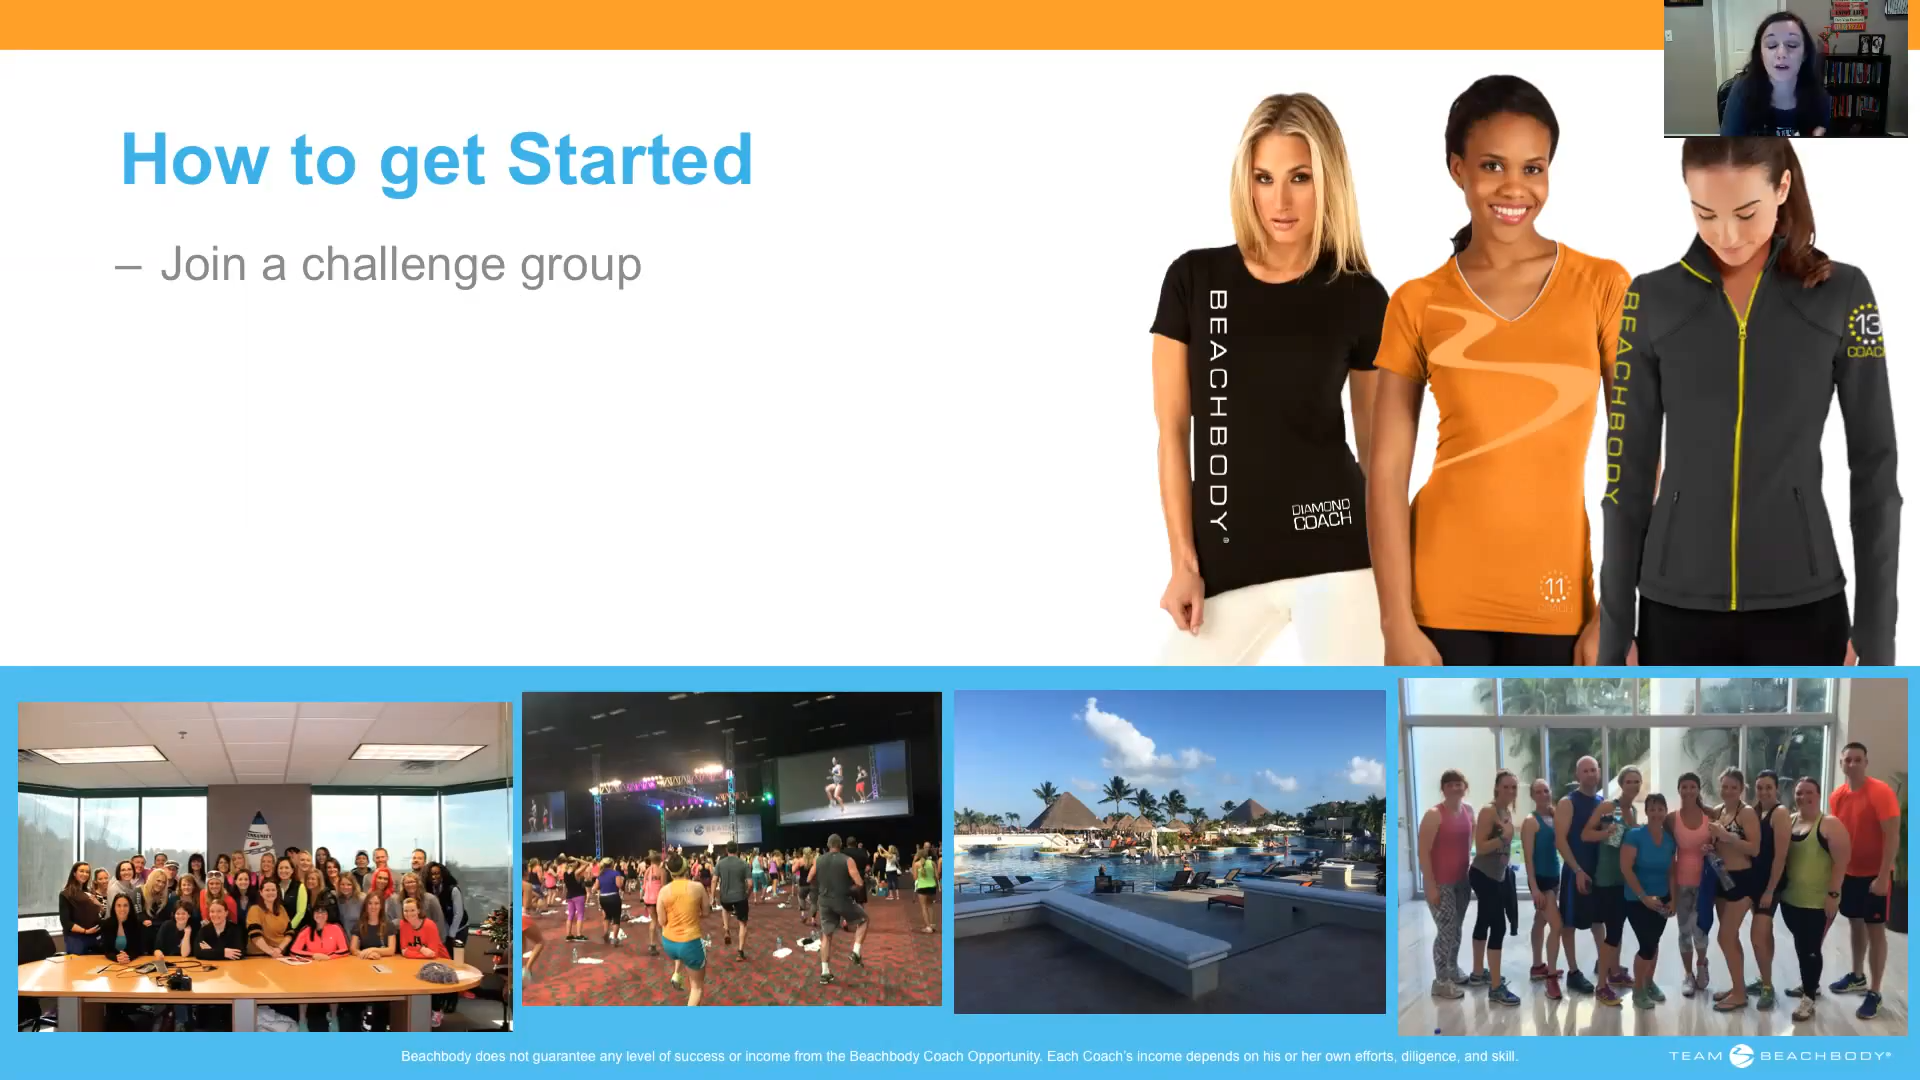 How to get Started
– Join a challenge group
BEACHBODY®
DIAMOND
COACH
11
COACH
BEACHBODY
13
COACH
Beachbody does not guarantee any level of success or income from the Beachbody Coach Opportunity. Each Coach's income depends on his or her own efforts, diligence, and skill.
TEAM BEACHBODY®